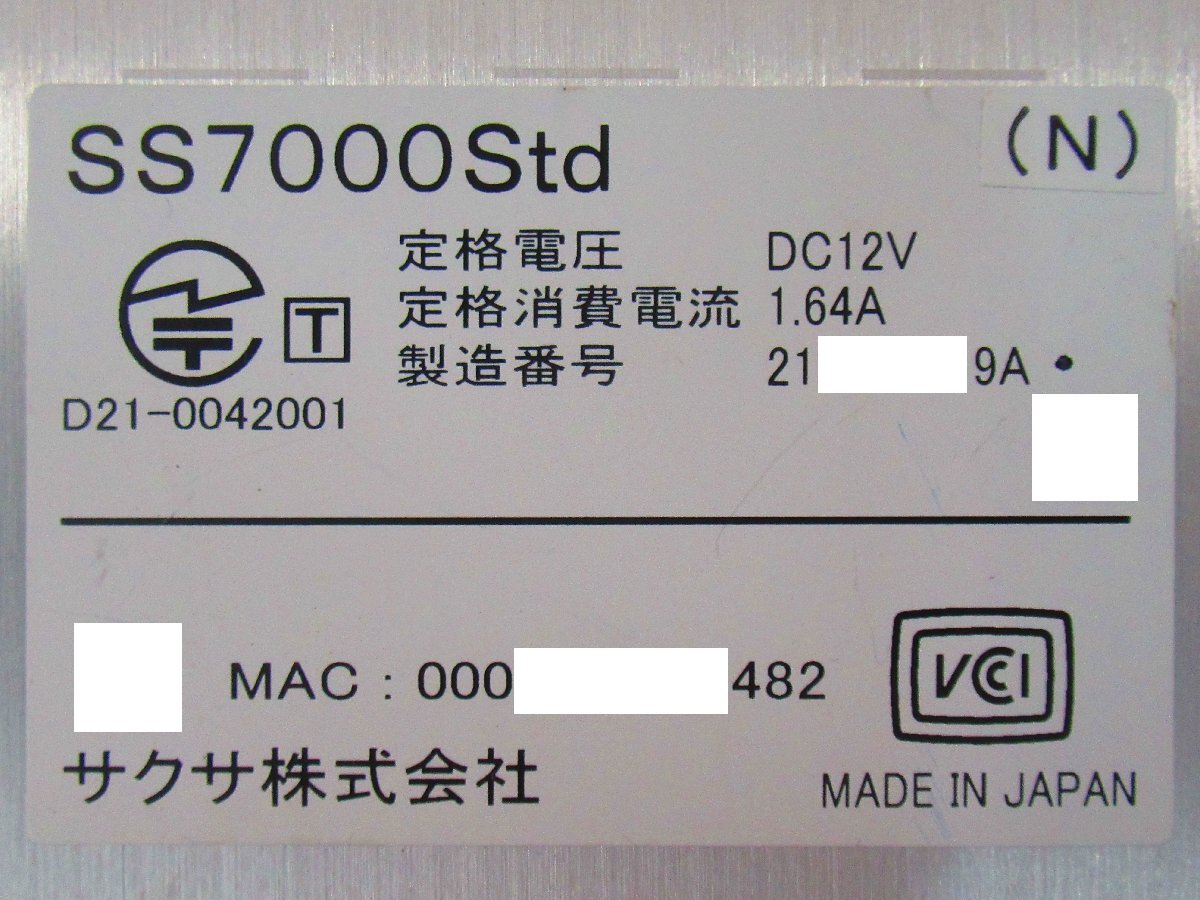 SS7000Std
(N)
定格電圧 DC12V
定格消費電流 1.64A
製造番号 21 9A
T
D21-0042001
MAC : 000 482
VCCI
サクサ株式会社
MADE IN JAPAN